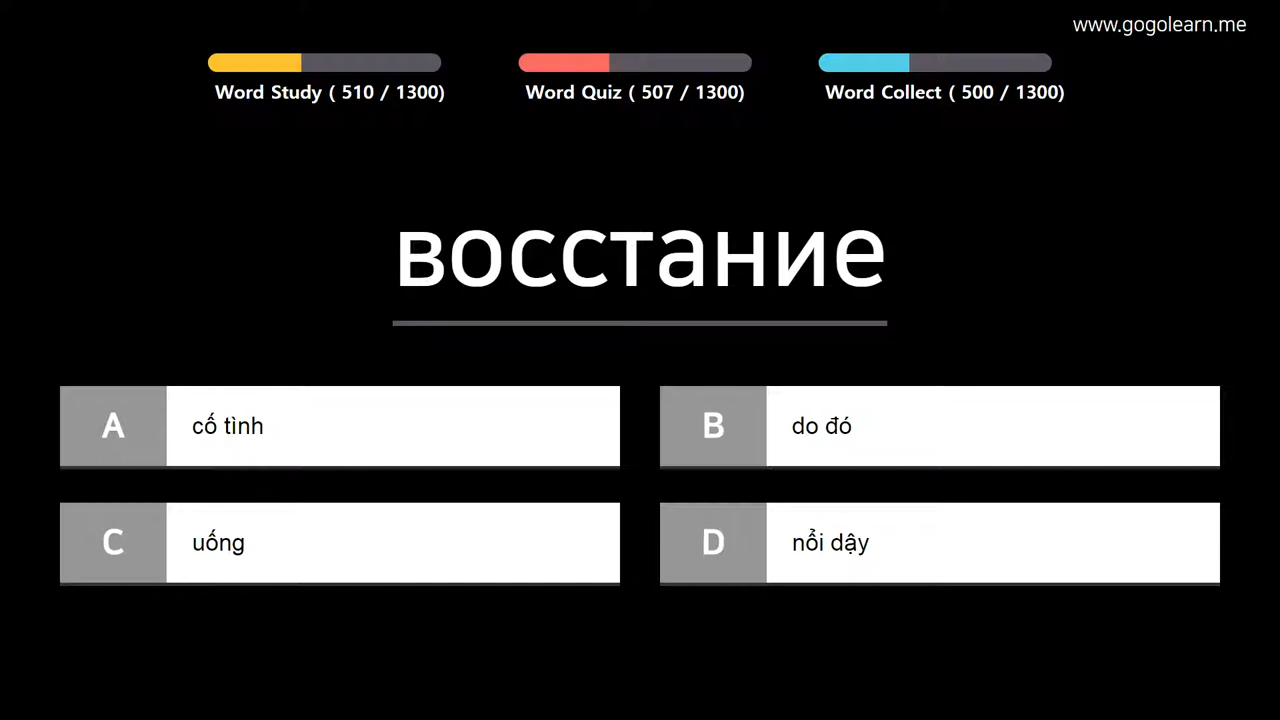 www.gogolearn.me
Word Study ( 510 / 1300)
Word Quiz ( 507 / 1300)
Word Collect ( 500 / 1300)
восстание
A cố tình
B do đó
C uống
D nổi dậy